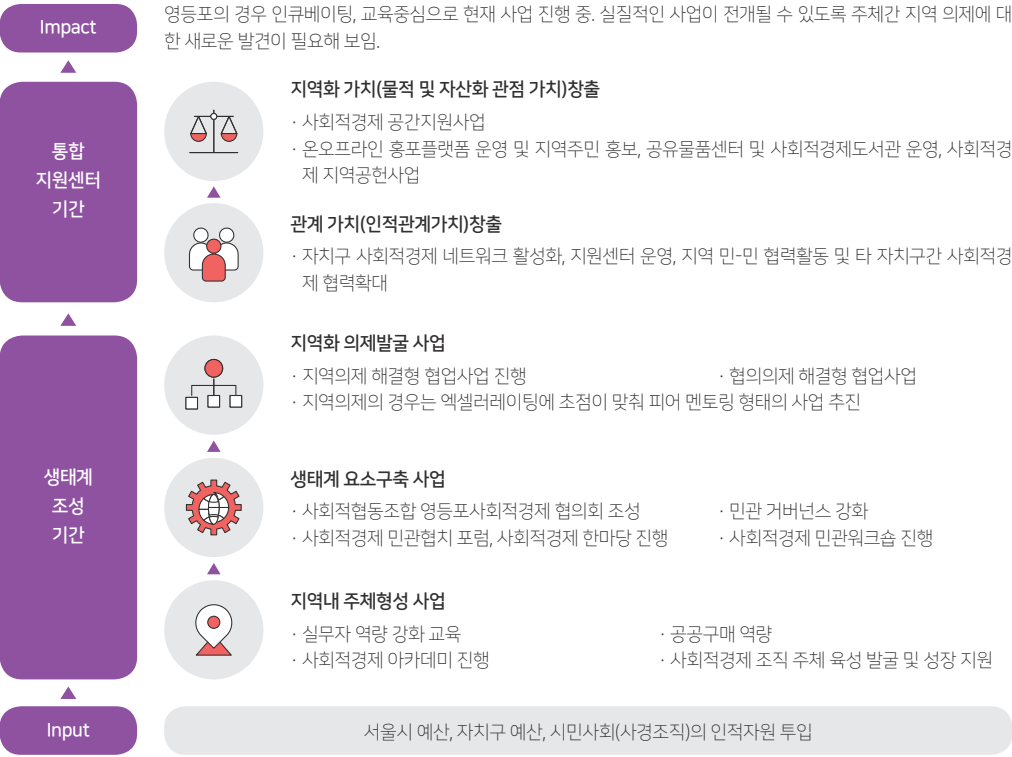 Impact
영등포의 경우 인큐베이팅, 교육중심으로 현재 사업 진행 중. 실질적인 사업이 전개될 수 있도록 주체간 지역 의제에 대
한 새로운 발견이 필요해 보임.
통합
지원센터
기간
지역화 가치(물적 및 자산화 관점 가치)창출
· 사회적경제 공간지원사업
· 온오프라인 홍포플랫폼 운영 및 지역주민 홍보, 공유물품센터 및 사회적경제도서관 운영, 사회적경
제 지역공헌사업
관계 가치(인적관계가치)창출
· 자치구 사회적경제 네트워크 활성화, 지원센터 운영, 지역 민-민 협력활동 및 타 자치구간 사회적경
제 협력확대
생태계
조성
기간
지역화 의제발굴 사업
· 지역의제 해결형 협업사업 진행 · 협의의제 해결형 협업사업
· 지역의제의 경우는 엑셀러레이팅에 초점이 맞춰 피어 멘토링 형태의 사업 추진
생태계 요소구축 사업
· 사회적협동조합 영등포사회적경제 협의회 조성 · 민관 거버넌스 강화
· 사회적경제 민관협치 포럼, 사회적경제 한마당 진행 · 사회적경제 민관워크숍 진행
지역내 주체형성 사업
· 실무자 역량 강화 교육 · 공공구매 역량
· 사회적경제 아카데미 진행 · 사회적경제 조직 주체 육성 발굴 및 성장 지원
Input
서울시 예산, 자치구 예산, 시민사회(사경조직)의 인적자원 투입